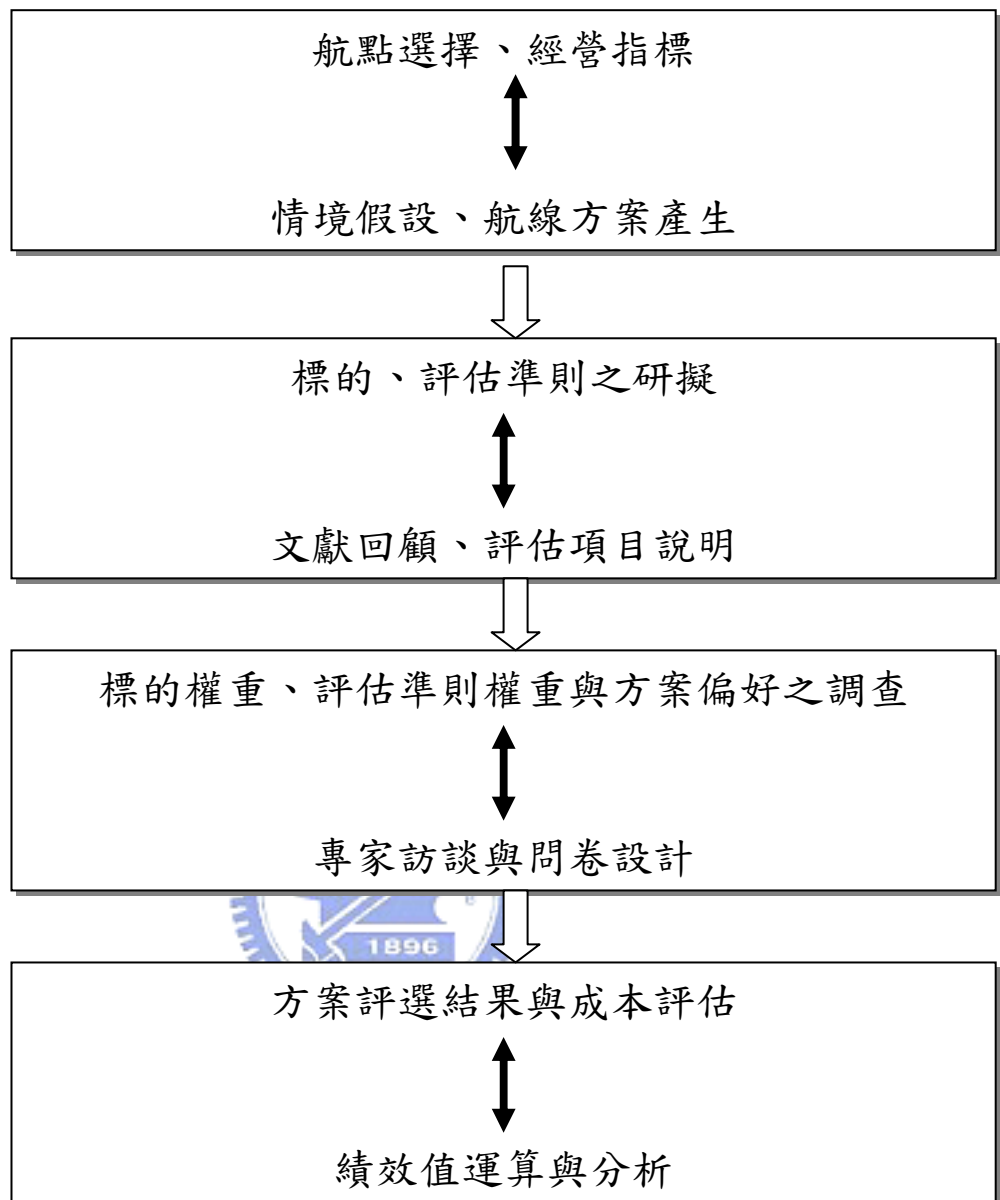 航點選擇、經營指標
情境假設、航線方案產生
標的、評估準則之研擬
文獻回顧、評估項目說明
標的權重、評估準則權重與方案偏好之調查
專家訪談與問卷設計
1896
方案評選結果與成本評估
績效值運算與分析